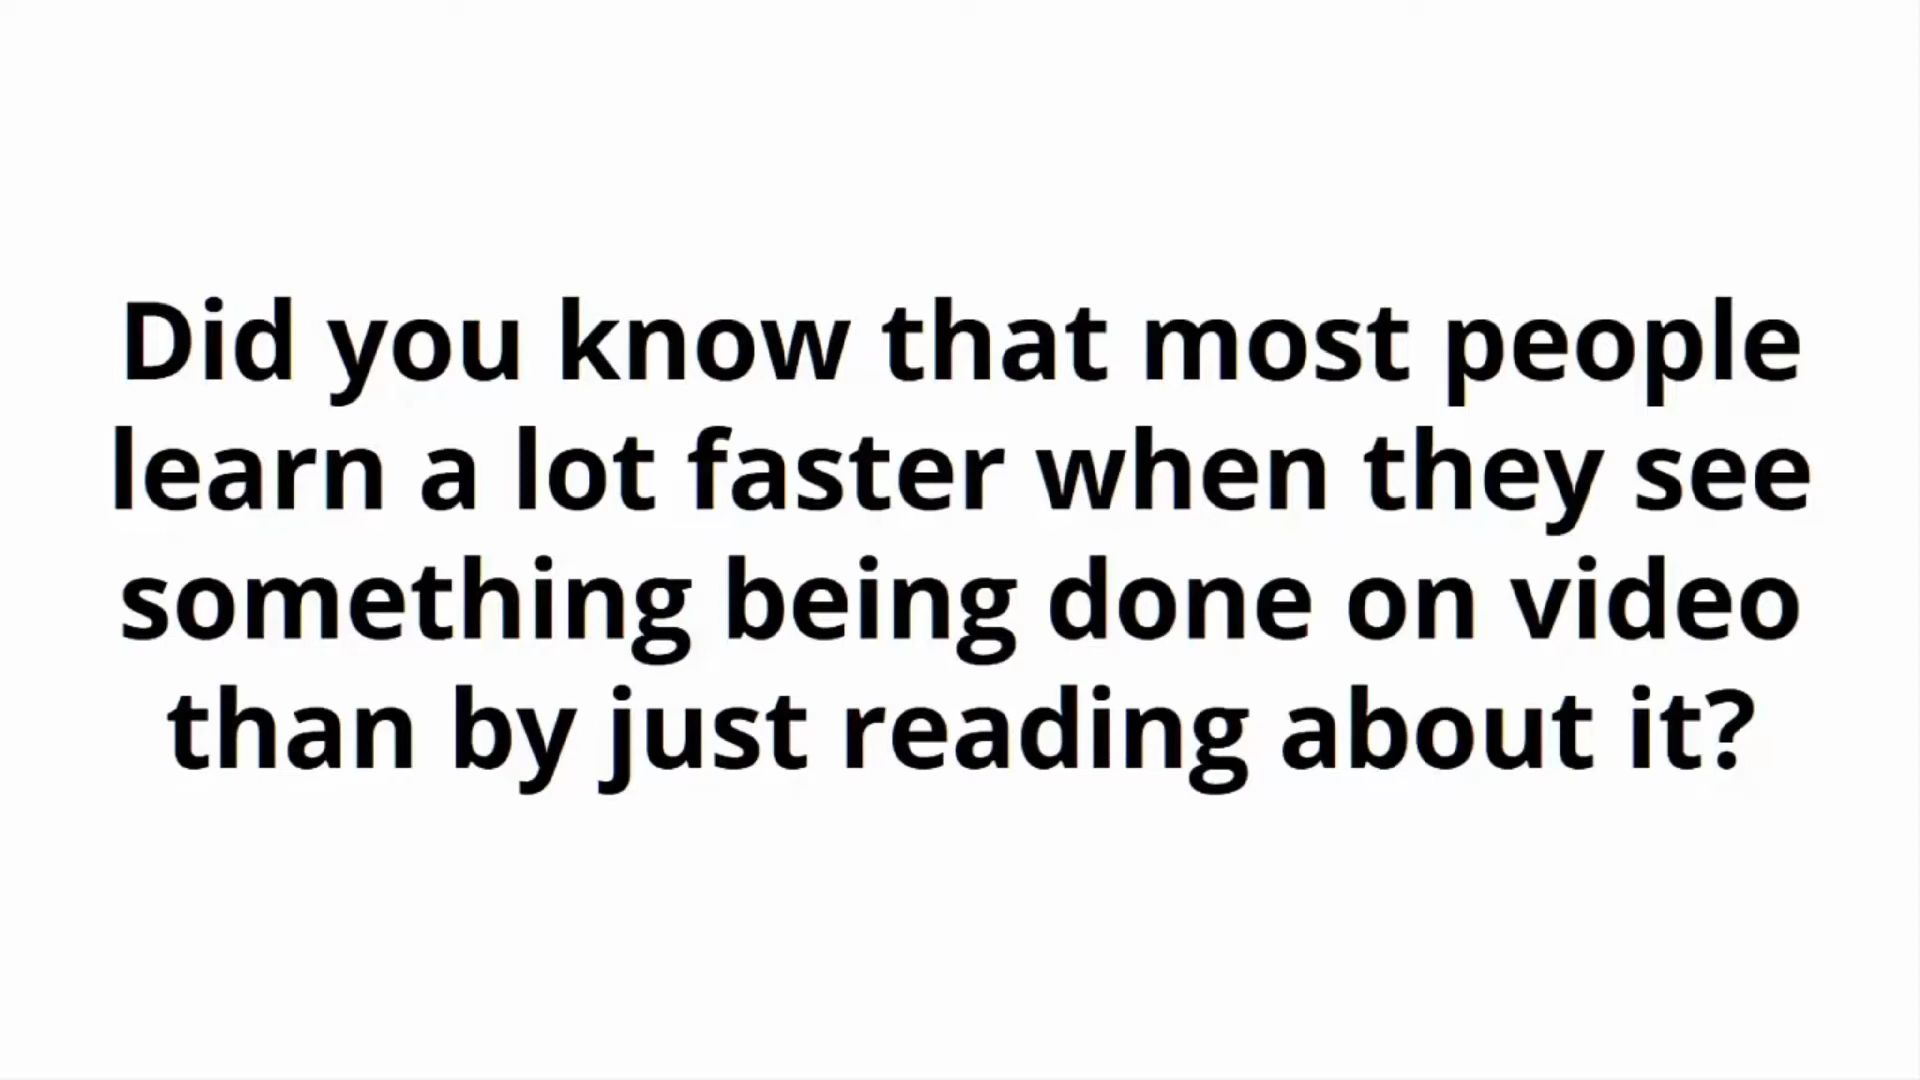 Did you know that most people
learn a lot faster when they see
something being done on video
than by just reading about it?